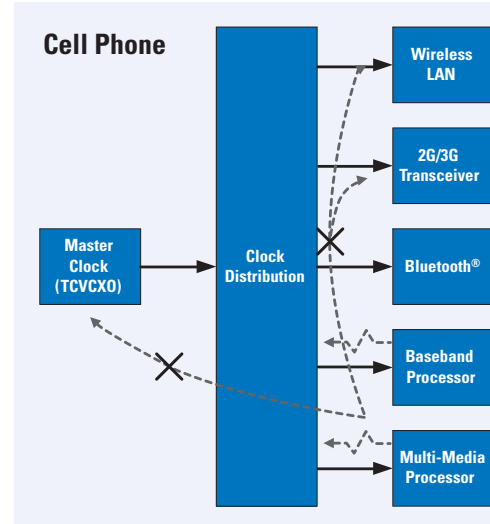 Cell Phone
Wireless
LAN
2G/3G
Transceiver
Master
Clock
(TCVCXO)
Clock
Distribution
Bluetooth®
Baseband
Processor
Multi-Media
Processor